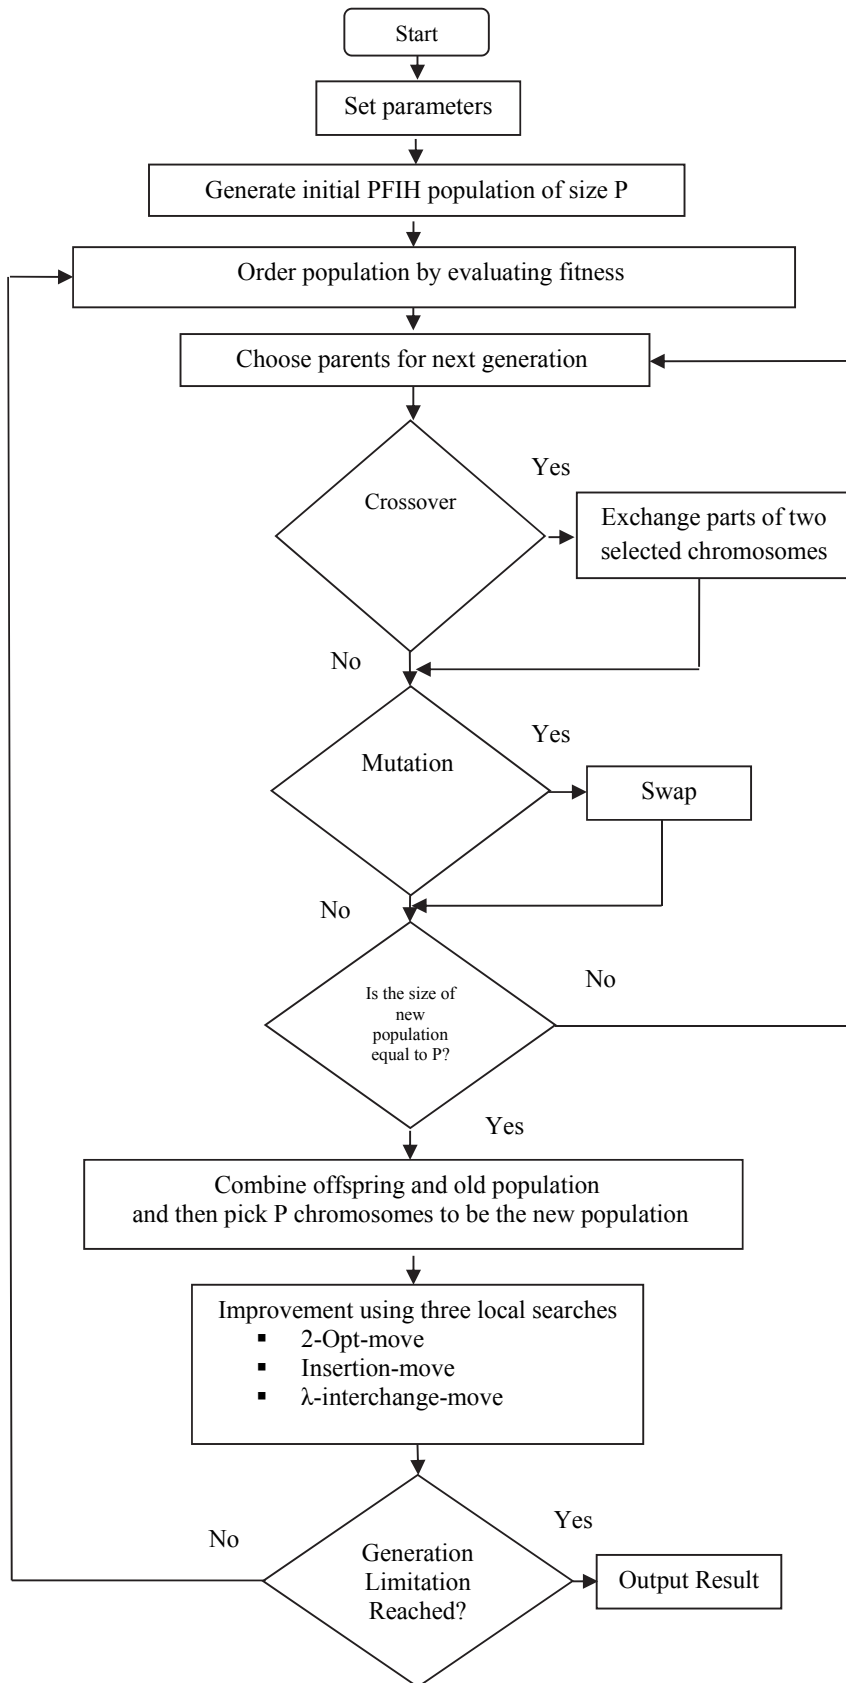 Start
Set parameters
Generate initial PFIH population of size P
Order population by evaluating fitness
Choose parents for next generation
Yes
Crossover
Exchange parts of two
selected chromosomes
No
Yes
Mutation
Swap
No
Is the size of
new
population
equal to P?
No
Yes
Combine offspring and old population
and then pick P chromosomes to be the new population
Improvement using three local searches
▪ 2-Opt-move
▪ Insertion-move
▪ λ-interchange-move
No
Yes
Generation
Limitation
Reached?
Output Result